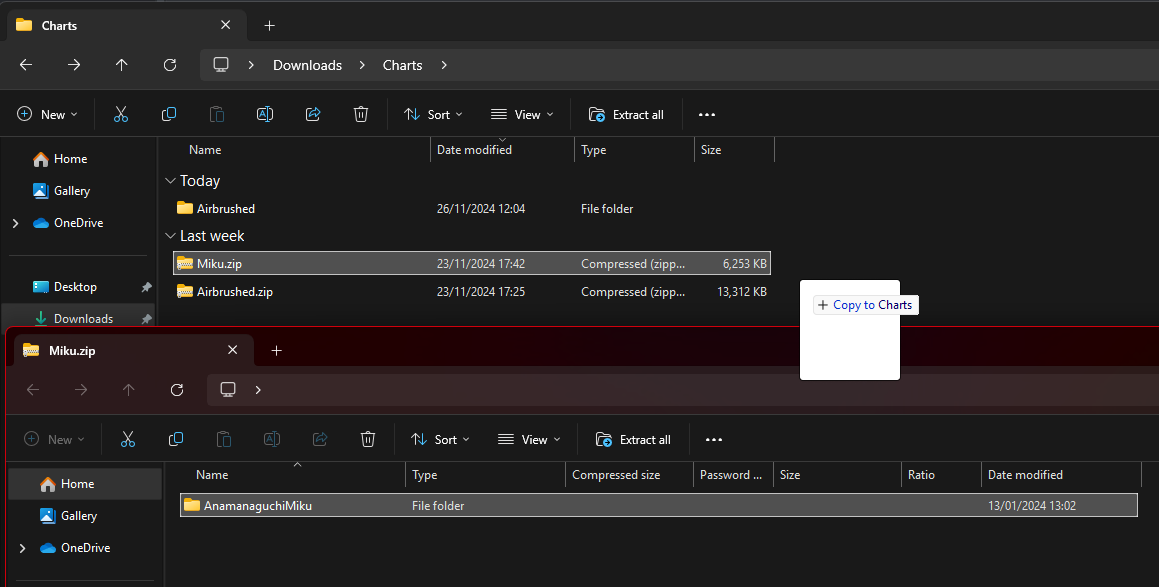 Charts
Downloads Charts
New Sort View Extract all
Name Date modified Type Size
Home
Today
Gallery
Airbrushed 26/11/2024 12:04 File folder
OneDrive
Last week
Miku.zip 23/11/2024 17:42 Compressed (zipp... 6,253 KB
Desktop
Airbrushed.zip 23/11/2024 17:25 Compressed (zipp... 13,312 KB
+ Copy to Charts
Downloads
Miku.zip
New Sort View Extract all
Name Type Compressed size Password ... Size Ratio Date modified
Home
AnamanaguchiMiku File folder 13/01/2024 13:02
Gallery
OneDrive